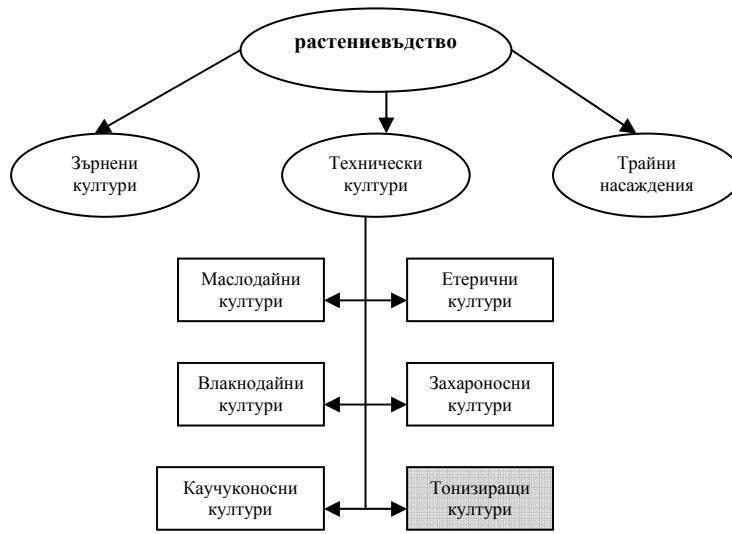 растениевъдство
Зърнени
култури
Технически
култури
Трайни
насаждения
Маслодайни
култури
Етерични
култури
Влакнодайни
култури
Захароносни
култури
Каучуконосни
култури
Тонизиращи
култури